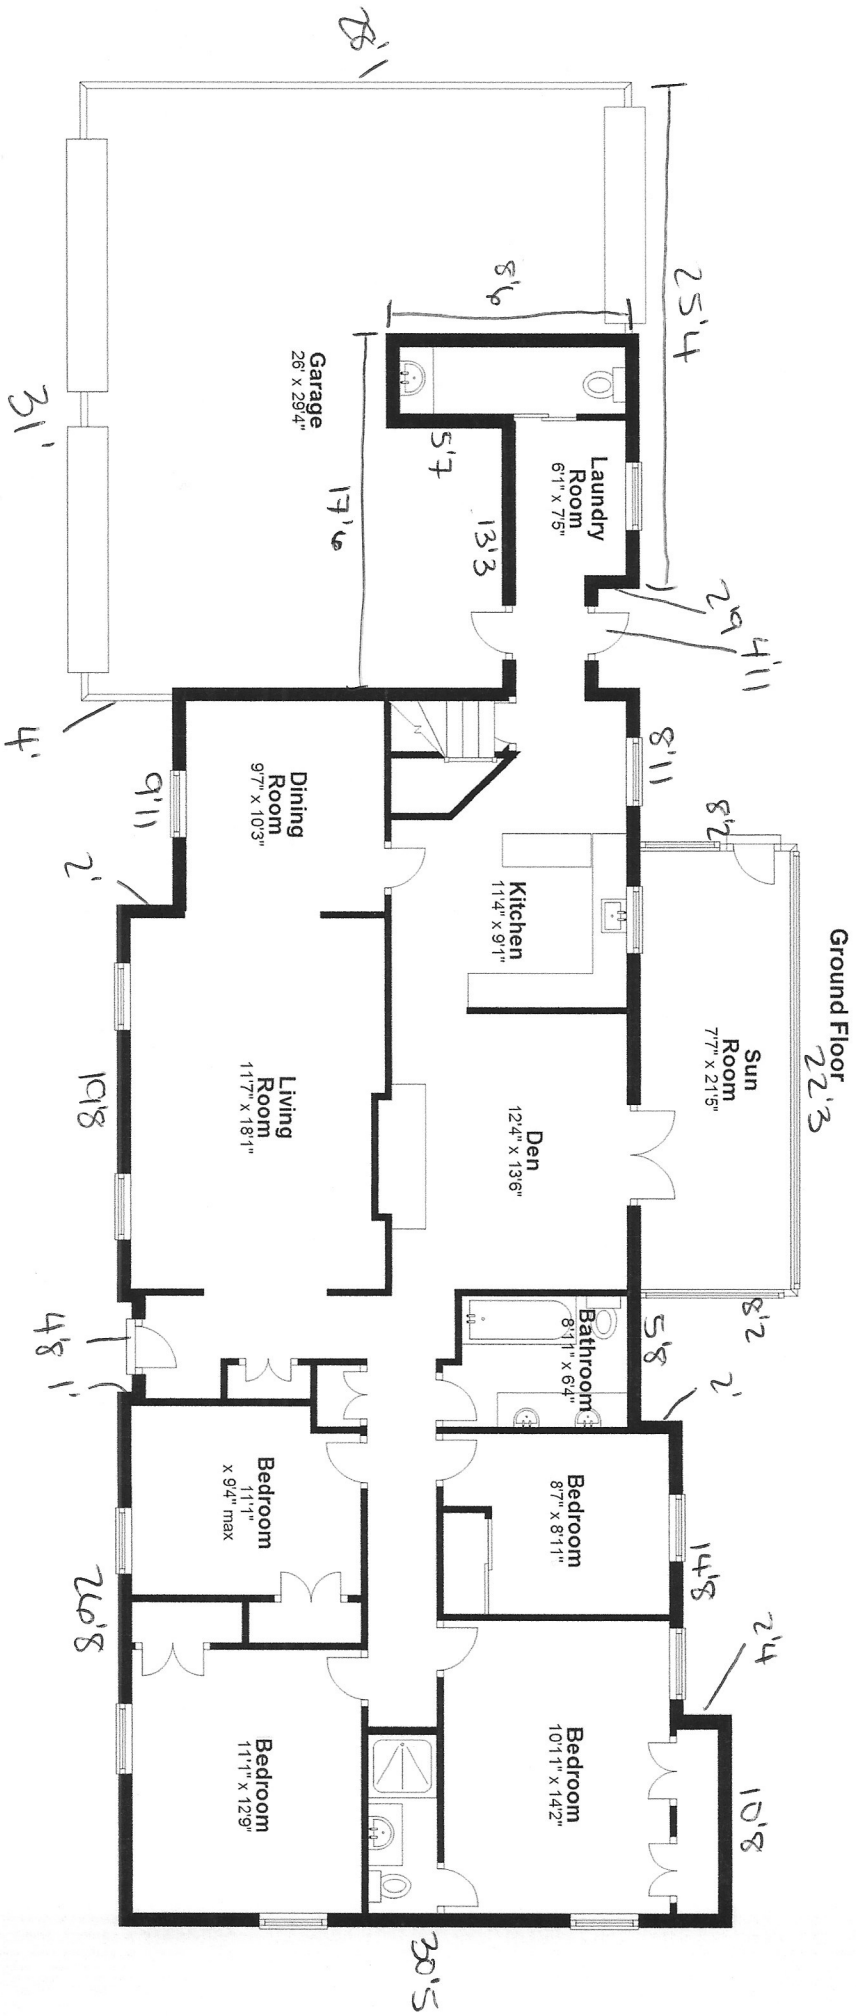 Ground Floor
22'3
Sun
Room
7'7" x 21'5"
8'2
8'2
5'8
2'
14'8
2'4
10'8
25'4
2'9
4'11
8'11
Laundry
Room
6'1" x 7'5"
Kitchen
11'4" x 9'1"
Den
12'4" x 13'6"
Bathroom
8'11" x 6'4"
Bedroom
8'7" x 8'11"
Bedroom
10'11" x 14'2"
8'6
5'7
13'3
17'6
28'1
Garage
26' x 29'4"
Dining
Room
9'7" x 10'3"
Living
Room
11'7" x 18'1"
Bedroom
11'1"
x 9'4" max
Bedroom
11'1" x 12'9"
30'5
31'
4'
9'11
2'
19'8
4'8
1'
26'8